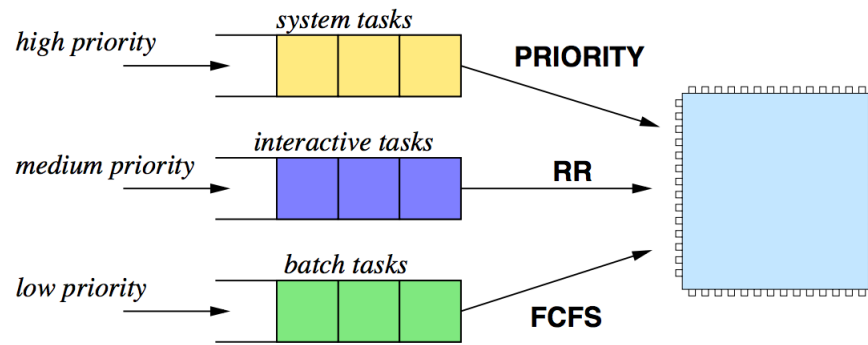 system tasks
high priority
PRIORITY
interactive tasks
medium priority
RR
batch tasks
low priority
FCFS